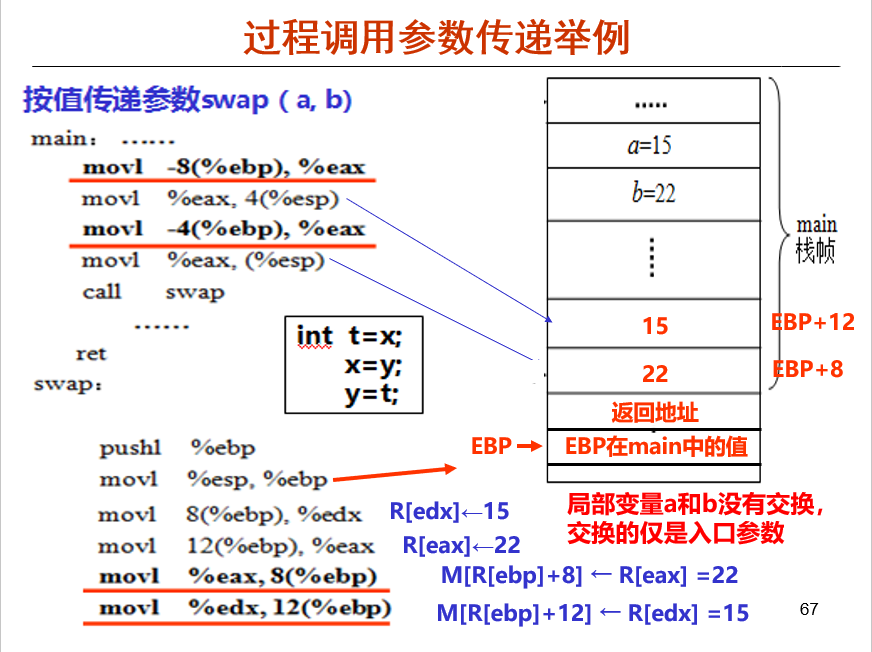 过程调用参数传递举例
按值传递参数swap（a, b)
main： ······
movl -8(%ebp), %eax
movl %eax, 4(%esp)
movl -4(%ebp), %eax
movl %eax, (%esp)
call swap
······
ret
swap：
pushl %ebp
movl %esp, %ebp
movl 8(%ebp), %edx
movl 12(%ebp), %eax
movl %eax, 8(%ebp)
movl %edx, 12(%ebp)
int t=x;
x=y;
y=t;
R[edx]←15
R[eax]←22
M[R[ebp]+8] ← R[eax] =22
M[R[ebp]+12] ← R[edx] =15
·····
a=15
b=22
15
22
返回地址
EBP在main中的值
EBP
main
栈帧
EBP+12
EBP+8
局部变量a和b没有交换，
交换的仅是入口参数
67